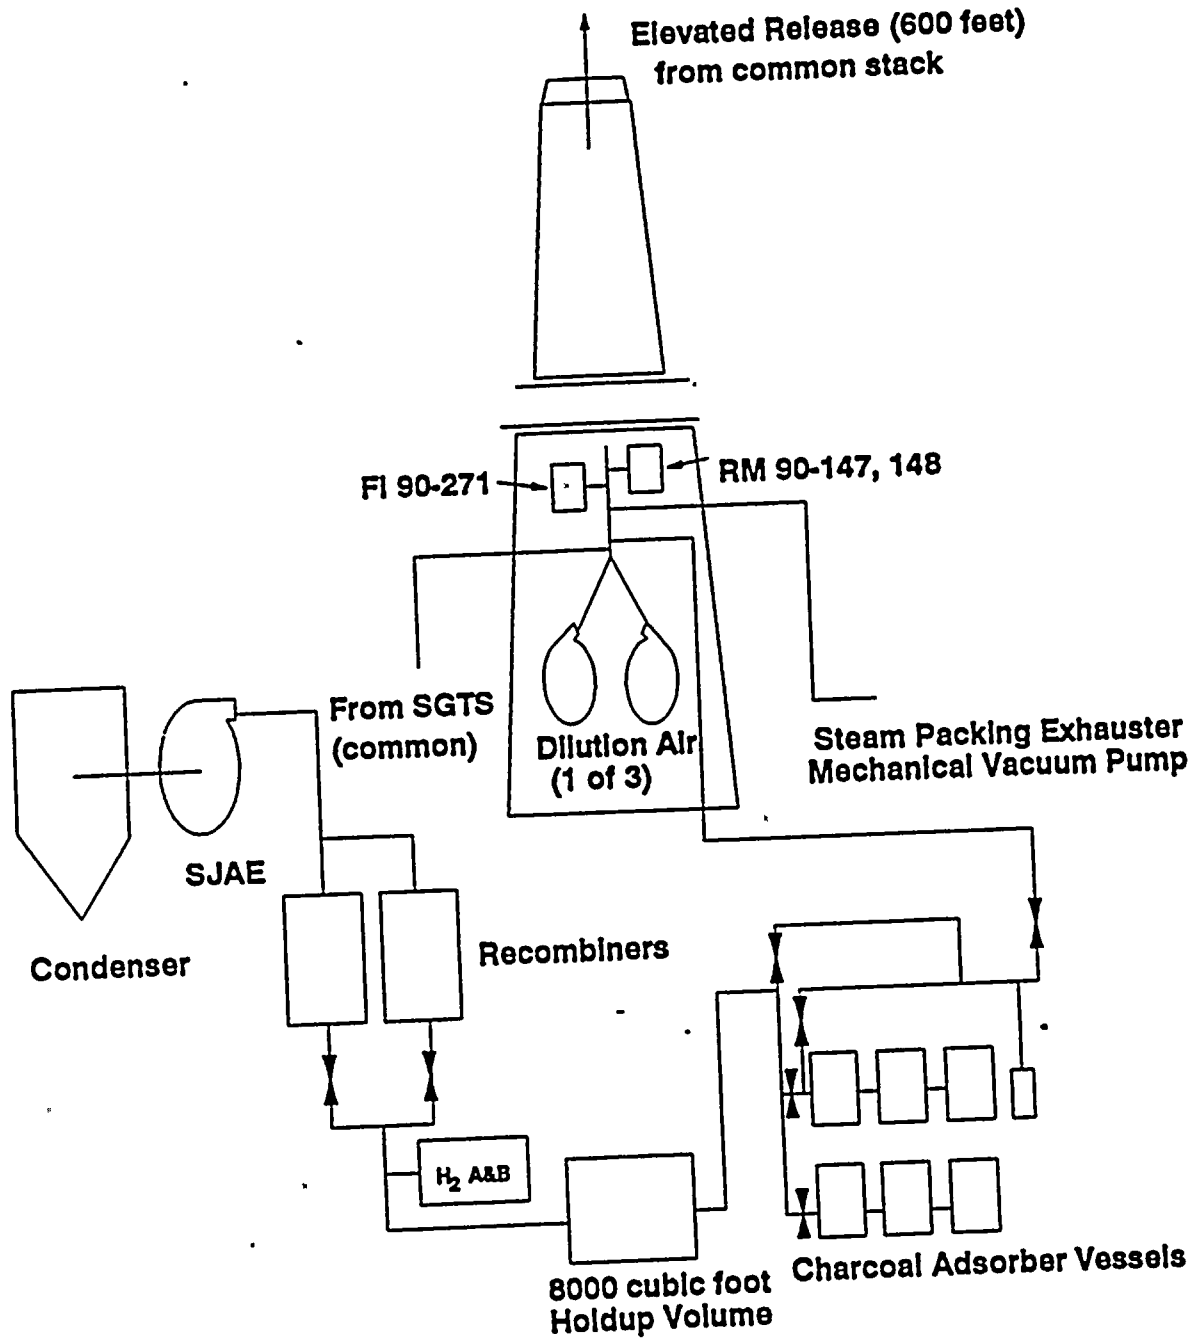 Elevated Release (600 feet)
from common stack
FI 90-271
RM 90-147, 148
From SGTS
(common)
Dilution Air
(1 of 3)
Steam Packing Exhauster
Mechanical Vacuum Pump
SJAE
Condenser
Recombiners
H2 A&B
8000 cubic foot
Holdup Volume
Charcoal Adsorber Vessels